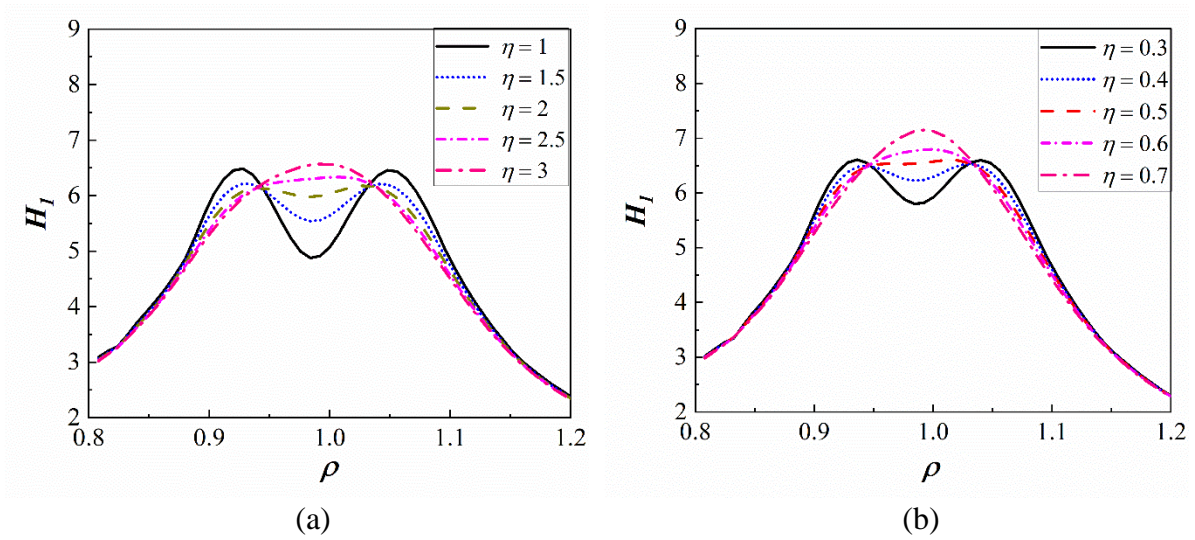 9
8
7
6
5
4
3
2
H₁
0.8
0.9
1.0
1.1
1.2
ρ
η = 1
η = 1.5
η = 2
η = 2.5
η = 3
(a)
9
8
7
6
5
4
3
2
H₁
0.8
0.9
1.0
1.1
1.2
ρ
η = 0.3
η = 0.4
η = 0.5
η = 0.6
η = 0.7
(b)